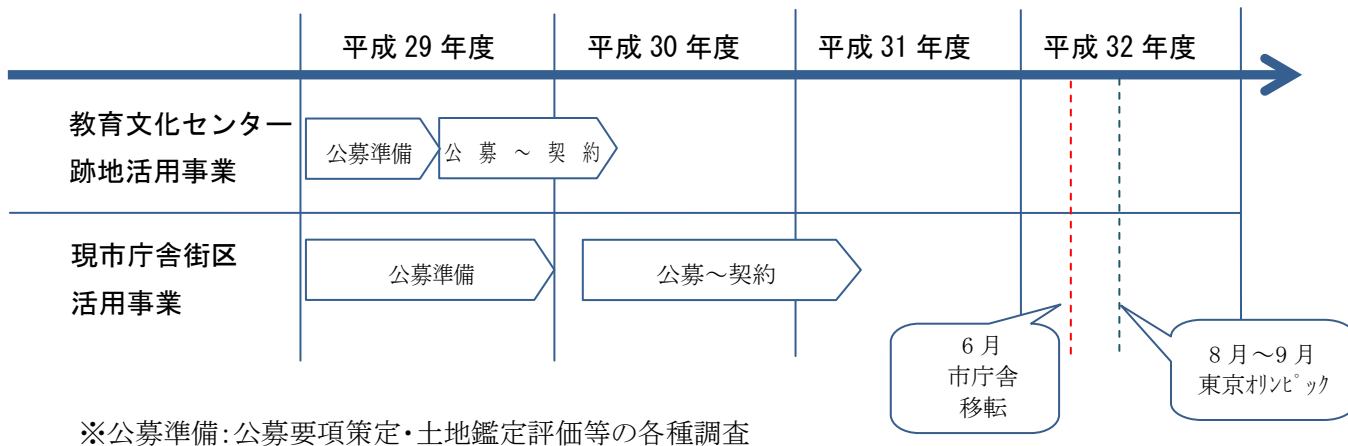 平成 29 年度 平成 30 年度 平成 31 年度 平成 32 年度
教育文化センター
跡地活用事業
公募準備 公 募 ～ 契 約
現市庁舎街区
活用事業
公募準備 公募～契約
6 月
市庁舎
移転
8 月～9 月
東京ｵﾘﾝﾋﾟｯｸ
※公募準備：公募要項策定・土地鑑定評価等の各種調査